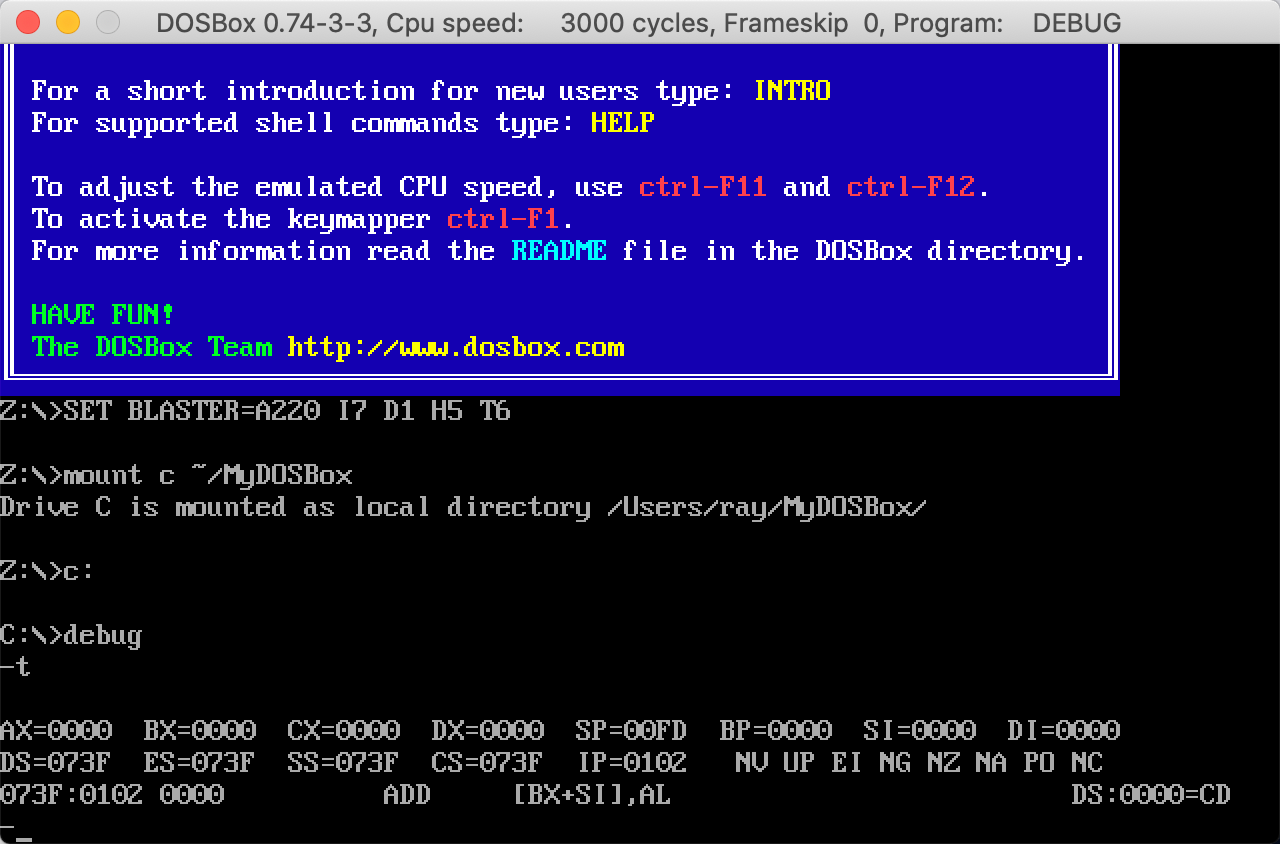 DOSBox 0.74-3-3, Cpu speed:     3000 cycles, Frameskip  0, Program:    DEBUG
For a short introduction for new users type: INTRO
For supported shell commands type: HELP
To adjust the emulated CPU speed, use ctrl-F11 and ctrl-F12.
To activate the keymapper ctrl-F1.
For more information read the README file in the DOSBox directory.
HAVE FUN!
The DOSBox Team http://www.dosbox.com
Z:\>SET BLASTER=A220 I7 D1 H5 T6
Z:\>mount c ~/MyDOSBox
Drive C is mounted as local directory /Users/ray/MyDOSBox/
Z:\>c:
C:\>debug
-t
AX=0000  BX=0000  CX=0000  DX=0000  SP=00FD  BP=0000  SI=0000  DI=0000
DS=073F  ES=073F  SS=073F  CS=073F  IP=0102   NV UP EI NG NZ NA PO NC
073F:0102 0000          ADD     [BX+SI],AL                         DS:0000=CD
-_